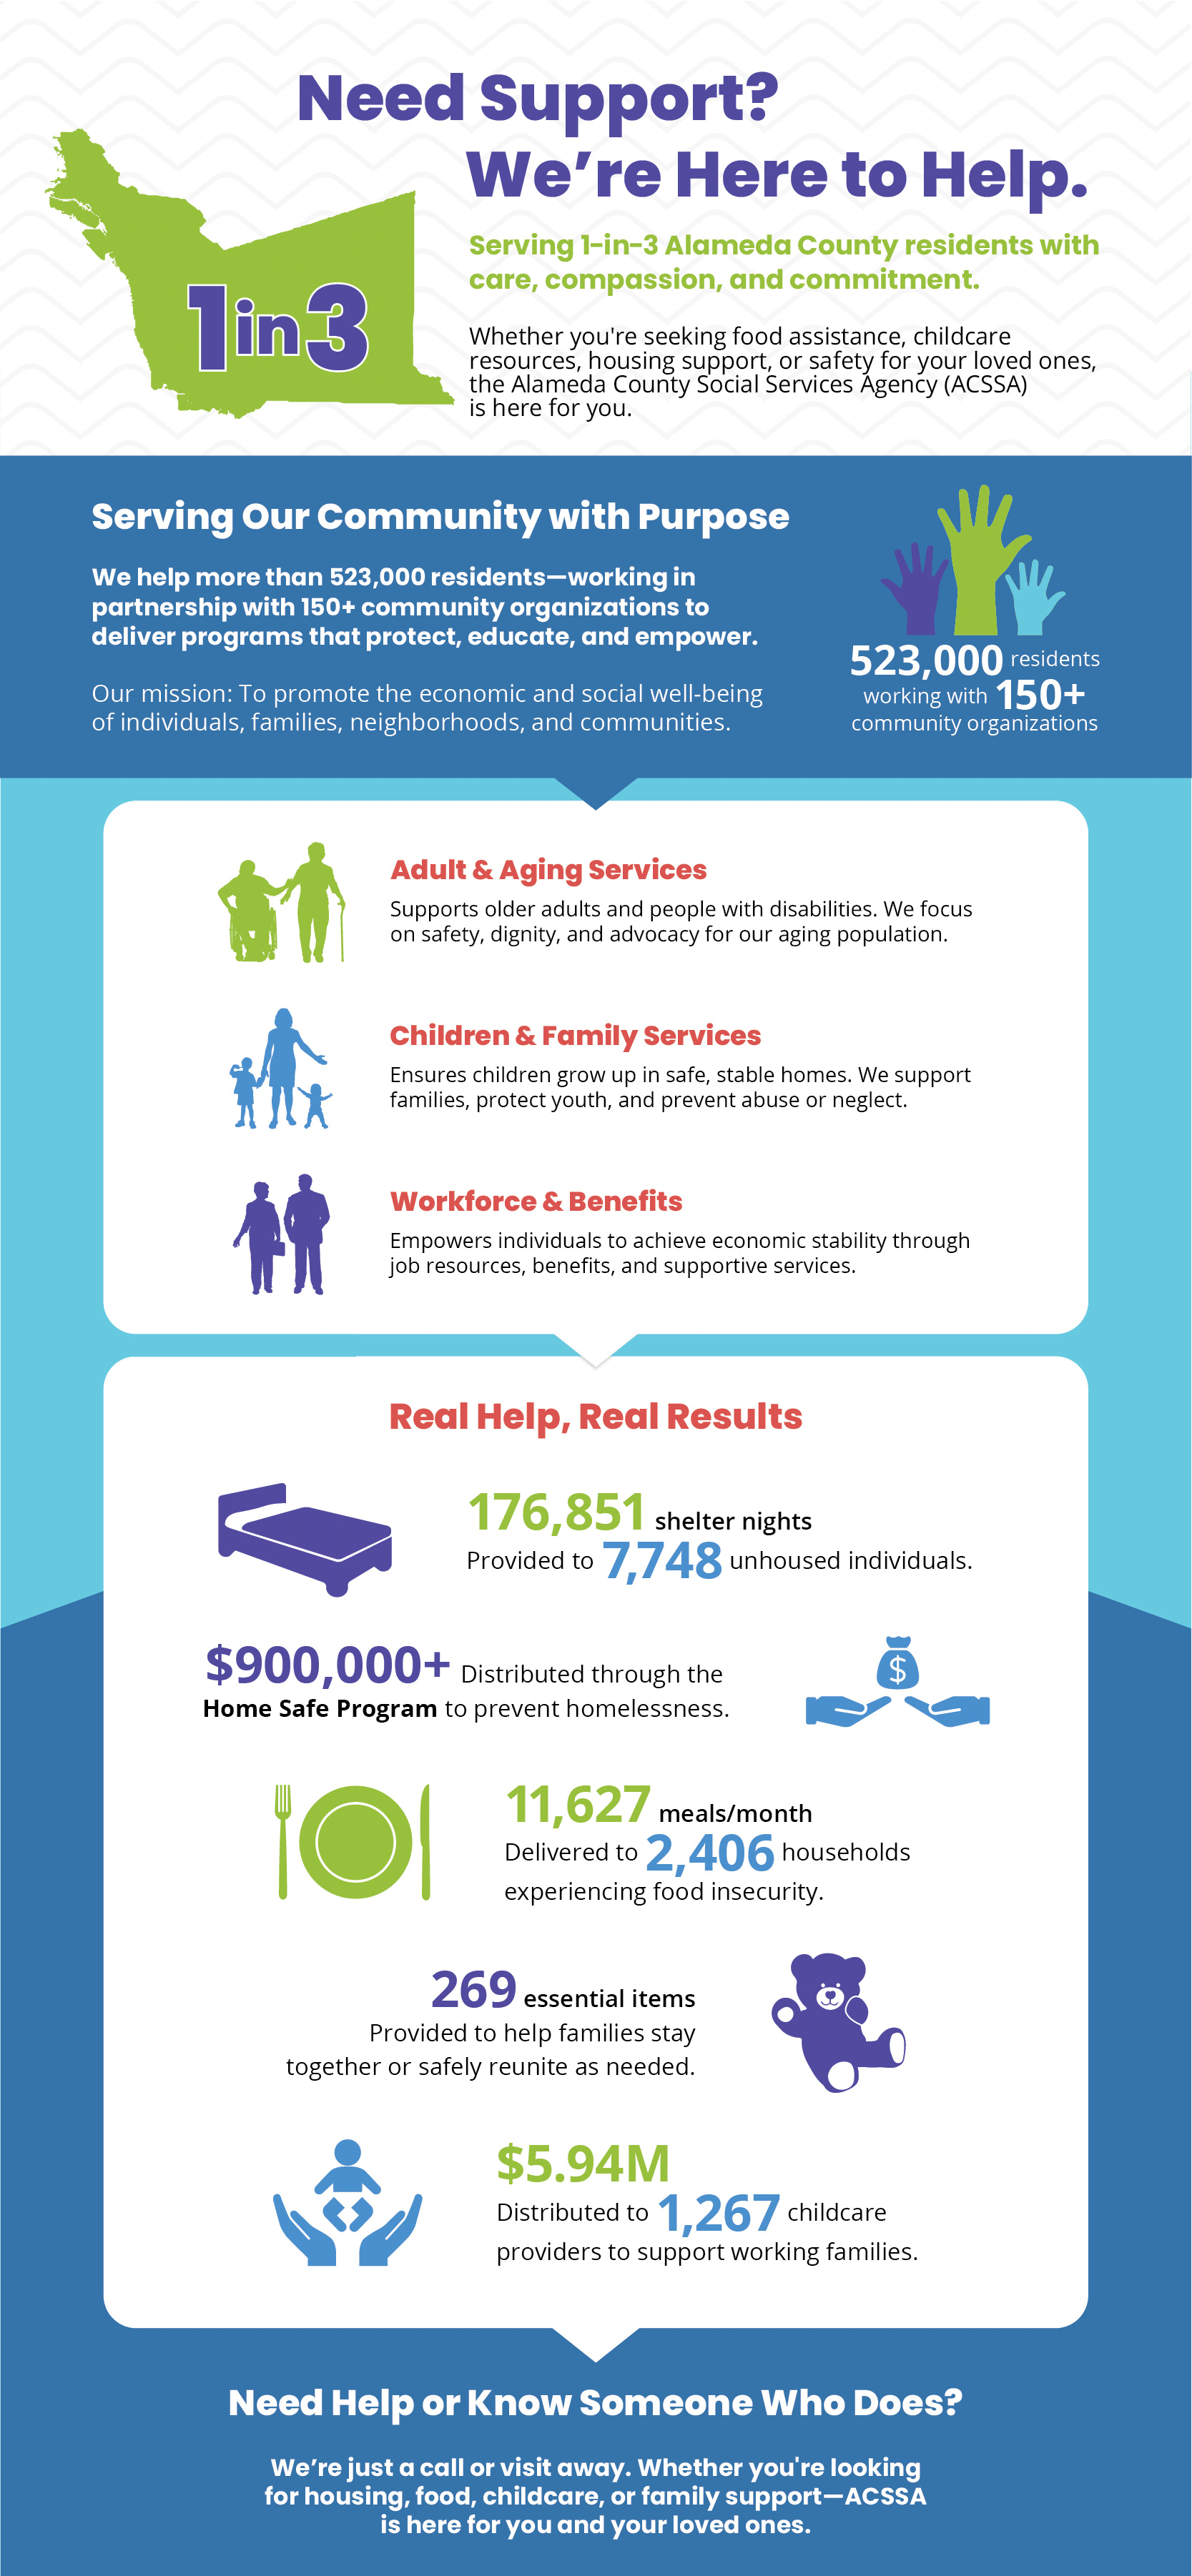 Need Support?
We're Here to Help.
1in3
Serving 1-in-3 Alameda County residents with
care, compassion, and commitment.
Whether you're seeking food assistance, childcare
resources, housing support, or safety for your loved ones,
the Alameda County Social Services Agency (ACSSA)
is here for you.
Serving Our Community with Purpose
We help more than 523,000 residents—working in
partnership with 150+ community organizations to
deliver programs that protect, educate, and empower.
Our mission: To promote the economic and social well-being
of individuals, families, neighborhoods, and communities.
523,000 residents
working with 150+
community organizations
Adult & Aging Services
Supports older adults and people with disabilities. We focus
on safety, dignity, and advocacy for our aging population.
Children & Family Services
Ensures children grow up in safe, stable homes. We support
families, protect youth, and prevent abuse or neglect.
Workforce & Benefits
Empowers individuals to achieve economic stability through
job resources, benefits, and supportive services.
Real Help, Real Results
176,851 shelter nights
Provided to 7,748 unhoused individuals.
$900,000+ Distributed through the
Home Safe Program to prevent homelessness.
$
11,627 meals/month
Delivered to 2,406 households
experiencing food insecurity.
269 essential items
Provided to help families stay
together or safely reunite as needed.
$5.94M
Distributed to 1,267 childcare
providers to support working families.
Need Help or Know Someone Who Does?
We're just a call or visit away. Whether you're looking
for housing, food, childcare, or family support—ACSSA
is here for you and your loved ones.